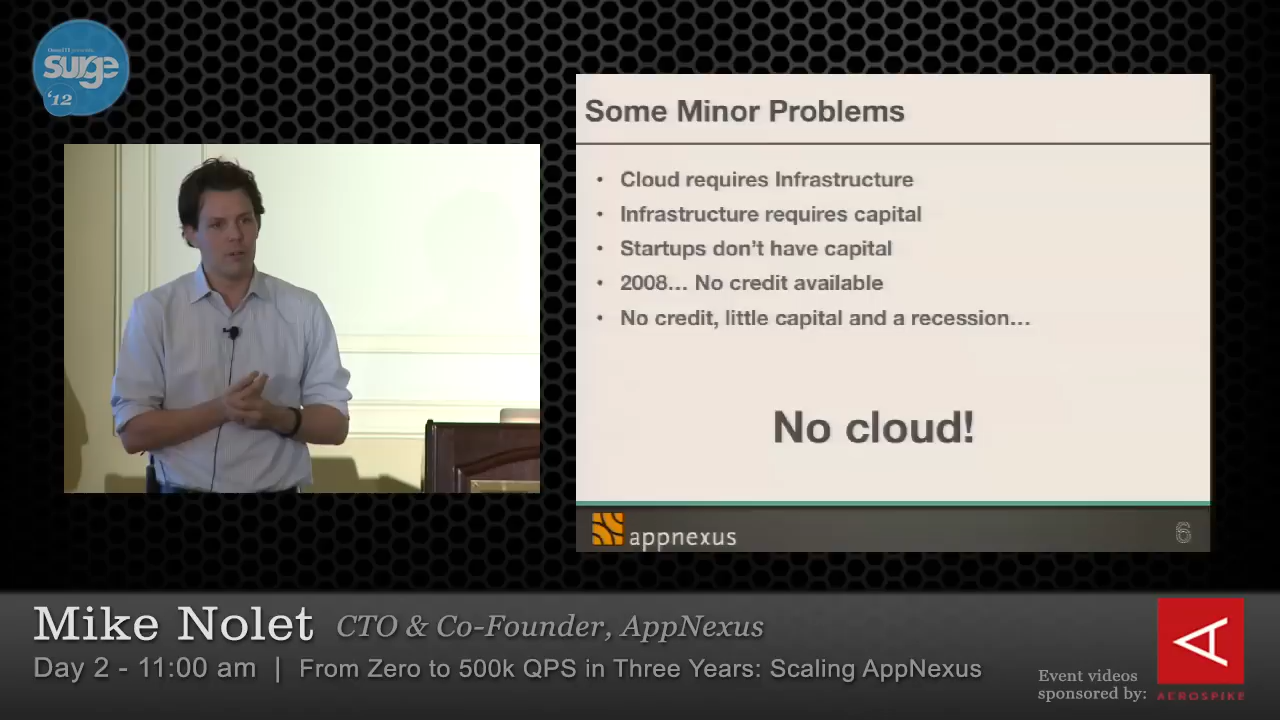 surge
'12
Some Minor Problems
• Cloud requires Infrastructure
• Infrastructure requires capital
• Startups don't have capital
• 2008... No credit available
• No credit, little capital and a recession...
No cloud!
appnexus
6
Mike Nolet CTO & Co-Founder, AppNexus
Day 2 - 11:00 am | From Zero to 500k QPS in Three Years: Scaling AppNexus
Event videos
sponsored by:
AEROSPIKE